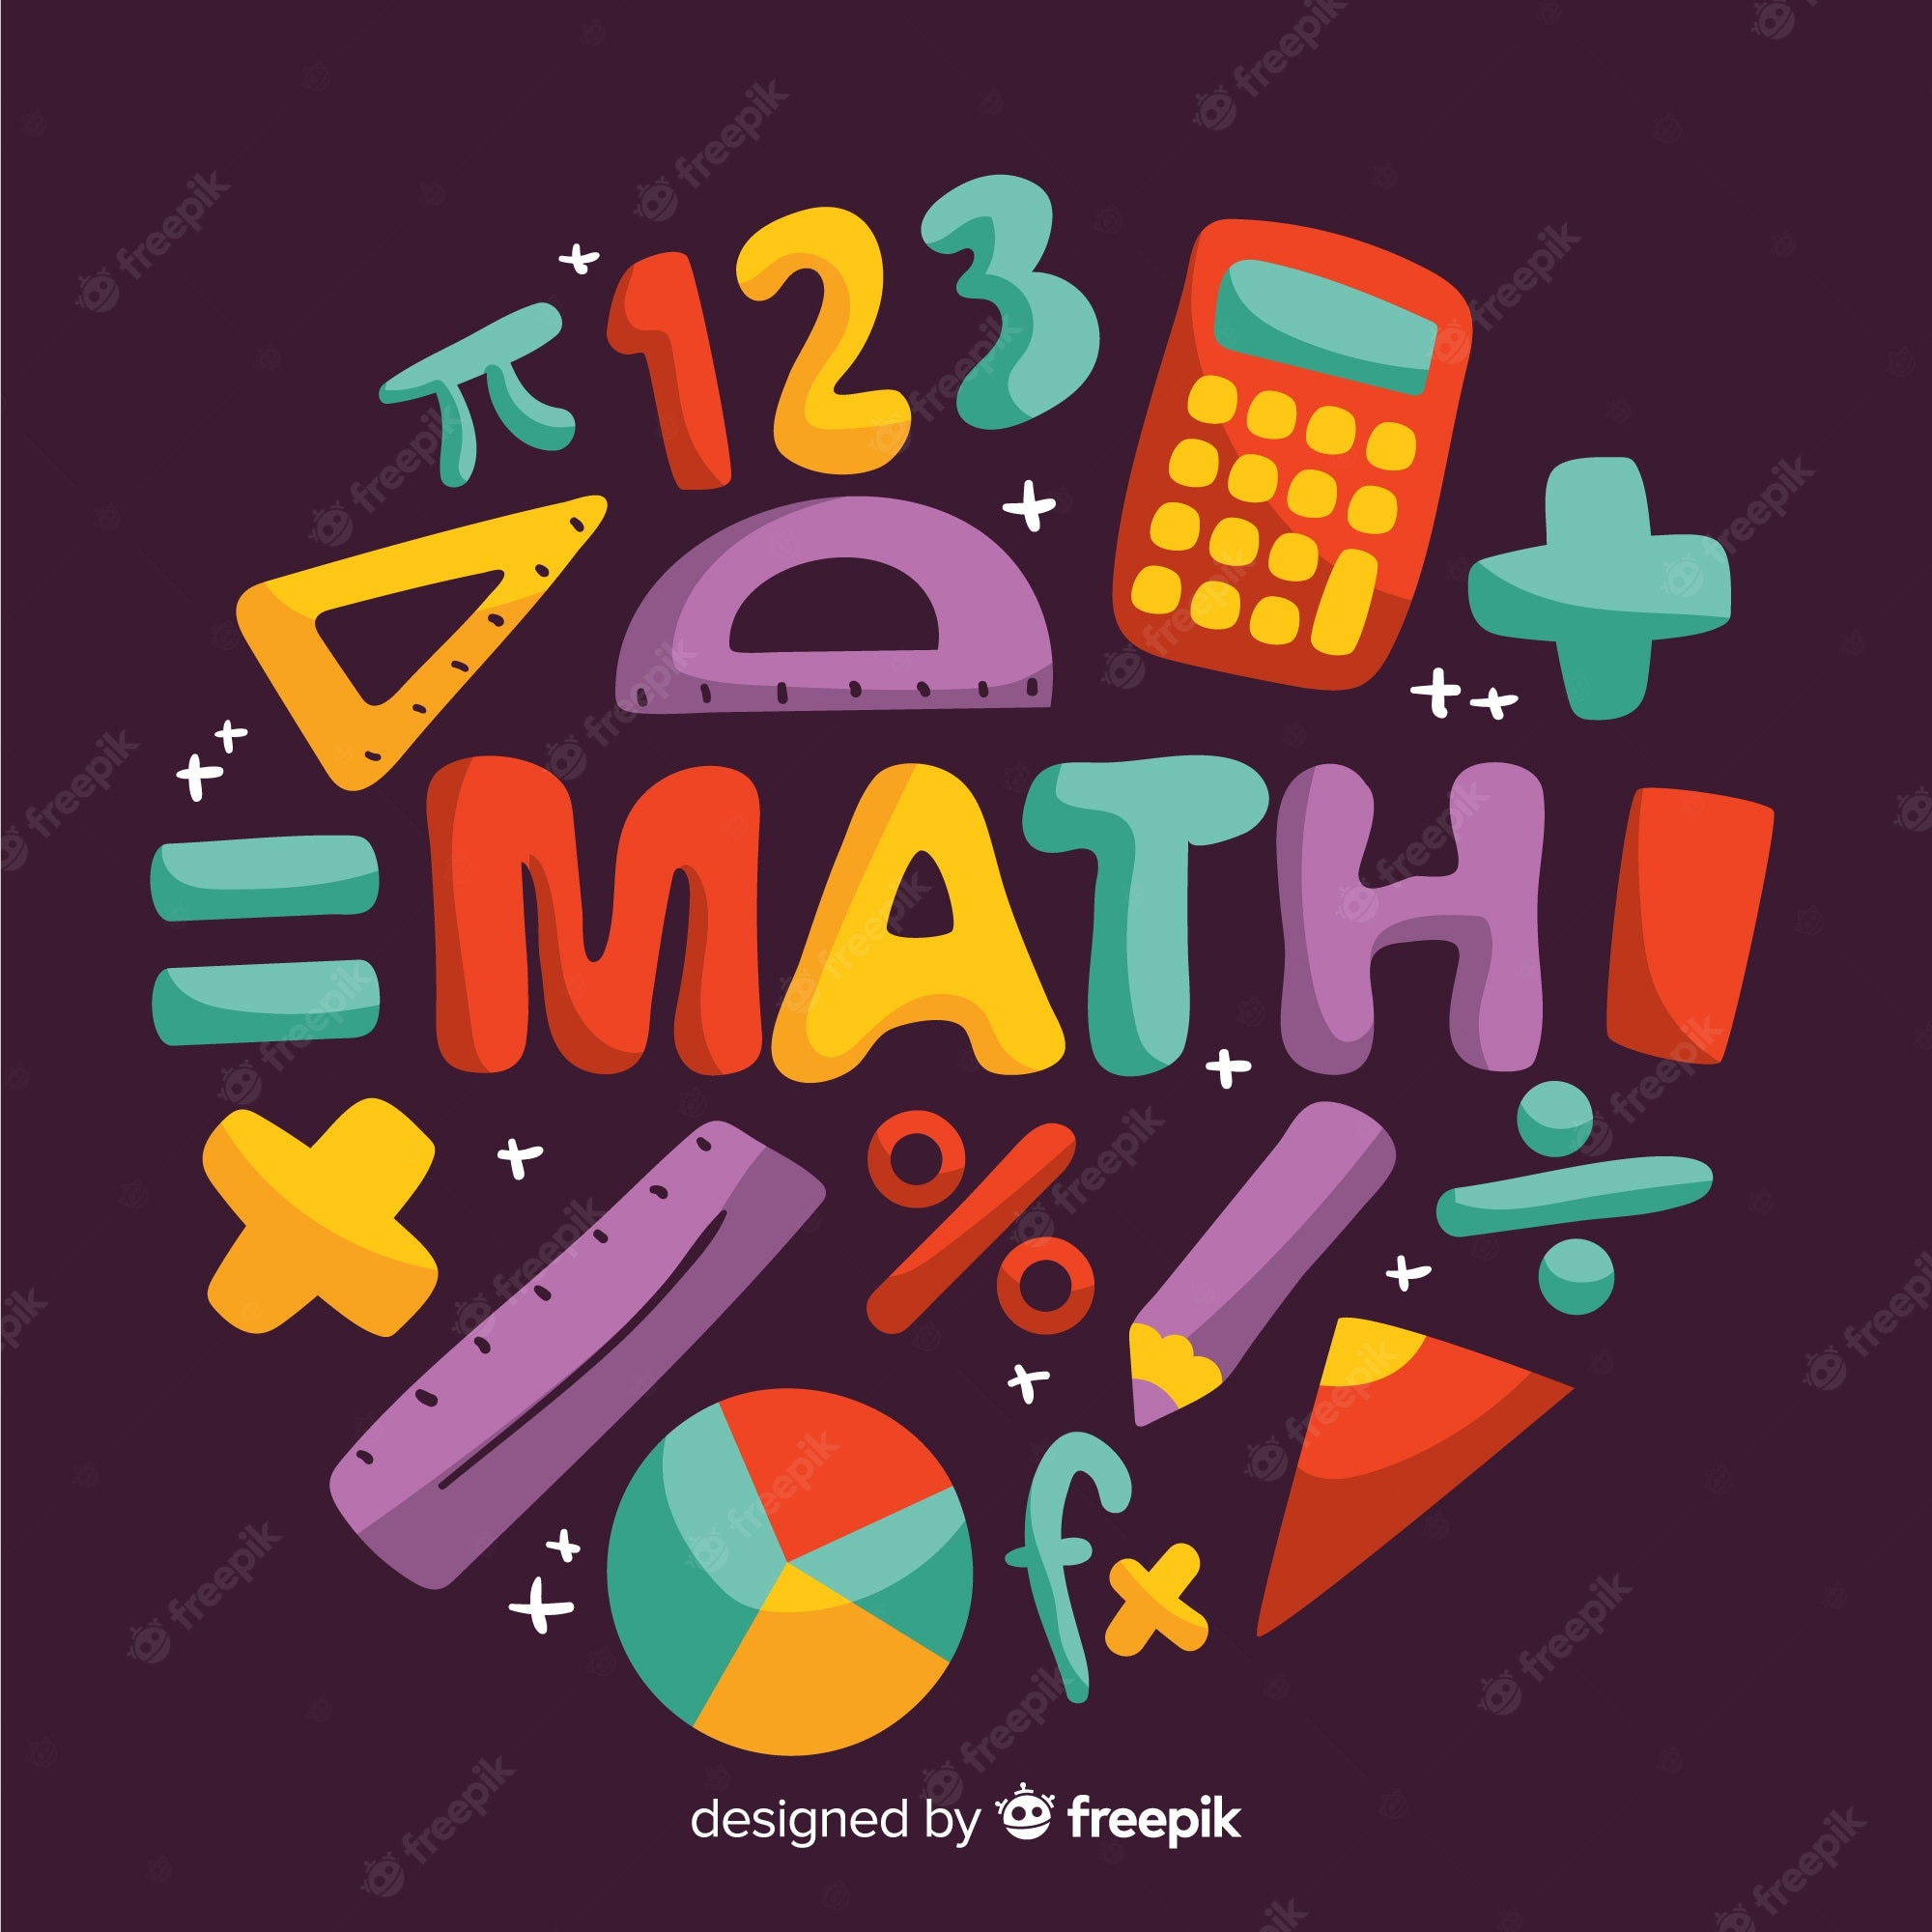 π 1 2 3
+
= MATH
× % ÷
fx
designed by freepik